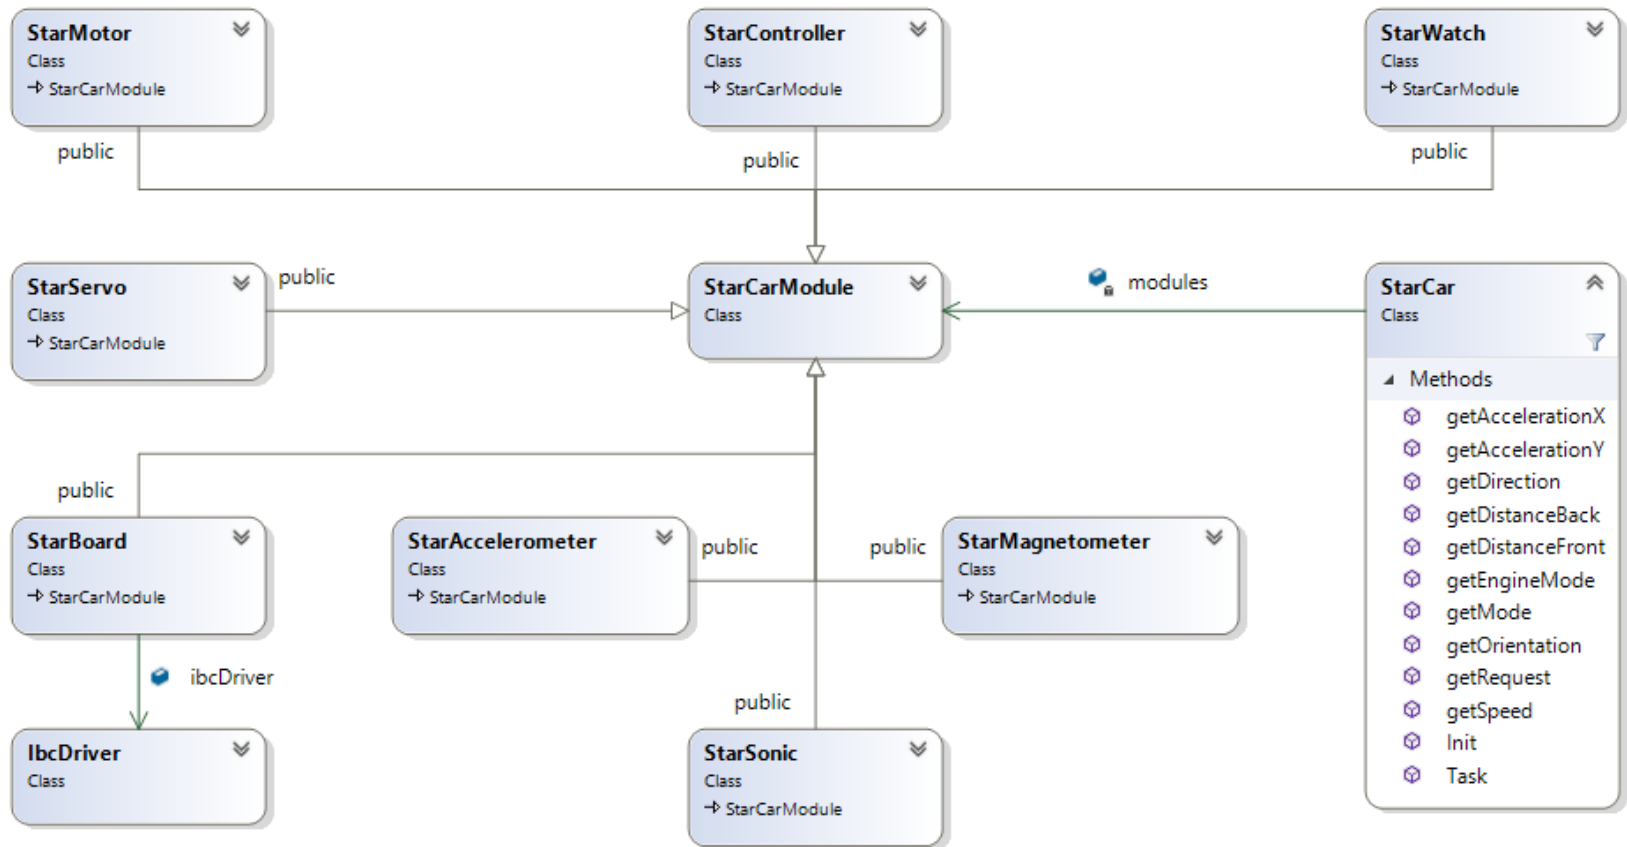 StarMotor
Class
StarCarModule
public
StarController
Class
StarCarModule
public
StarWatch
Class
StarCarModule
public
StarServo
Class
StarCarModule
public
StarCarModule
Class
modules
StarCar
Class
Methods
getAccelerationX
getAccelerationY
getDirection
getDistanceBack
getDistanceFront
getEngineMode
getMode
getOrientation
getRequest
getSpeed
Init
Task
public
StarBoard
Class
StarCarModule
StarAccelerometer
Class
StarCarModule
public
public
StarMagnetometer
Class
StarCarModule
ibcDriver
IbcDriver
Class
public
StarSonic
Class
StarCarModule